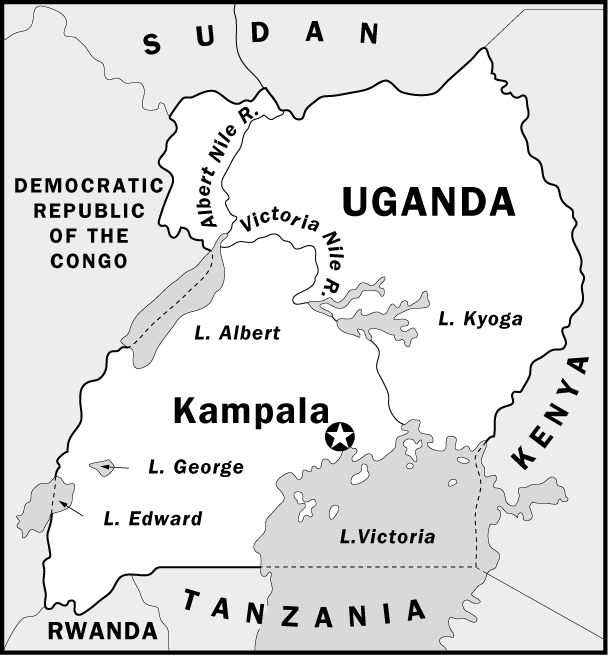 SUDAN
Albert Nile R.
DEMOCRATIC
REPUBLIC
OF THE
CONGO
UGANDA
Victoria Nile R.
L. Kyoga
L. Albert
KENYA
Kampala
L. George
L. Edward
L.Victoria
TANZANIA
RWANDA